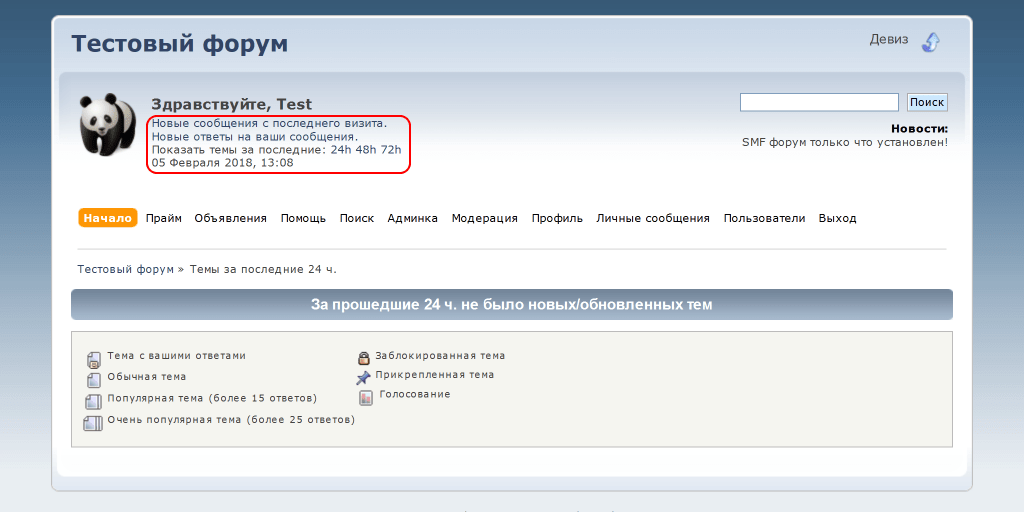 Тестовый форум
Девиз
Здравствуйте, Test
Новые сообщения с последнего визита.
Новые ответы на ваши сообщения.
Показать темы за последние: 24h 48h 72h
05 Февраля 2018, 13:08
Поиск
Новости:
SMF форум только что установлен!
Начало Прайм Объявления Помощь Поиск Админка Модерация Профиль Личные сообщения Пользователи Выход
Тестовый форум » Темы за последние 24 ч.
За прошедшие 24 ч. не было новых/обновленных тем
Тема с вашими ответами
Обычная тема
Популярная тема (более 15 ответов)
Очень популярная тема (более 25 ответов)
Заблокированная тема
Прикрепленная тема
Голосование